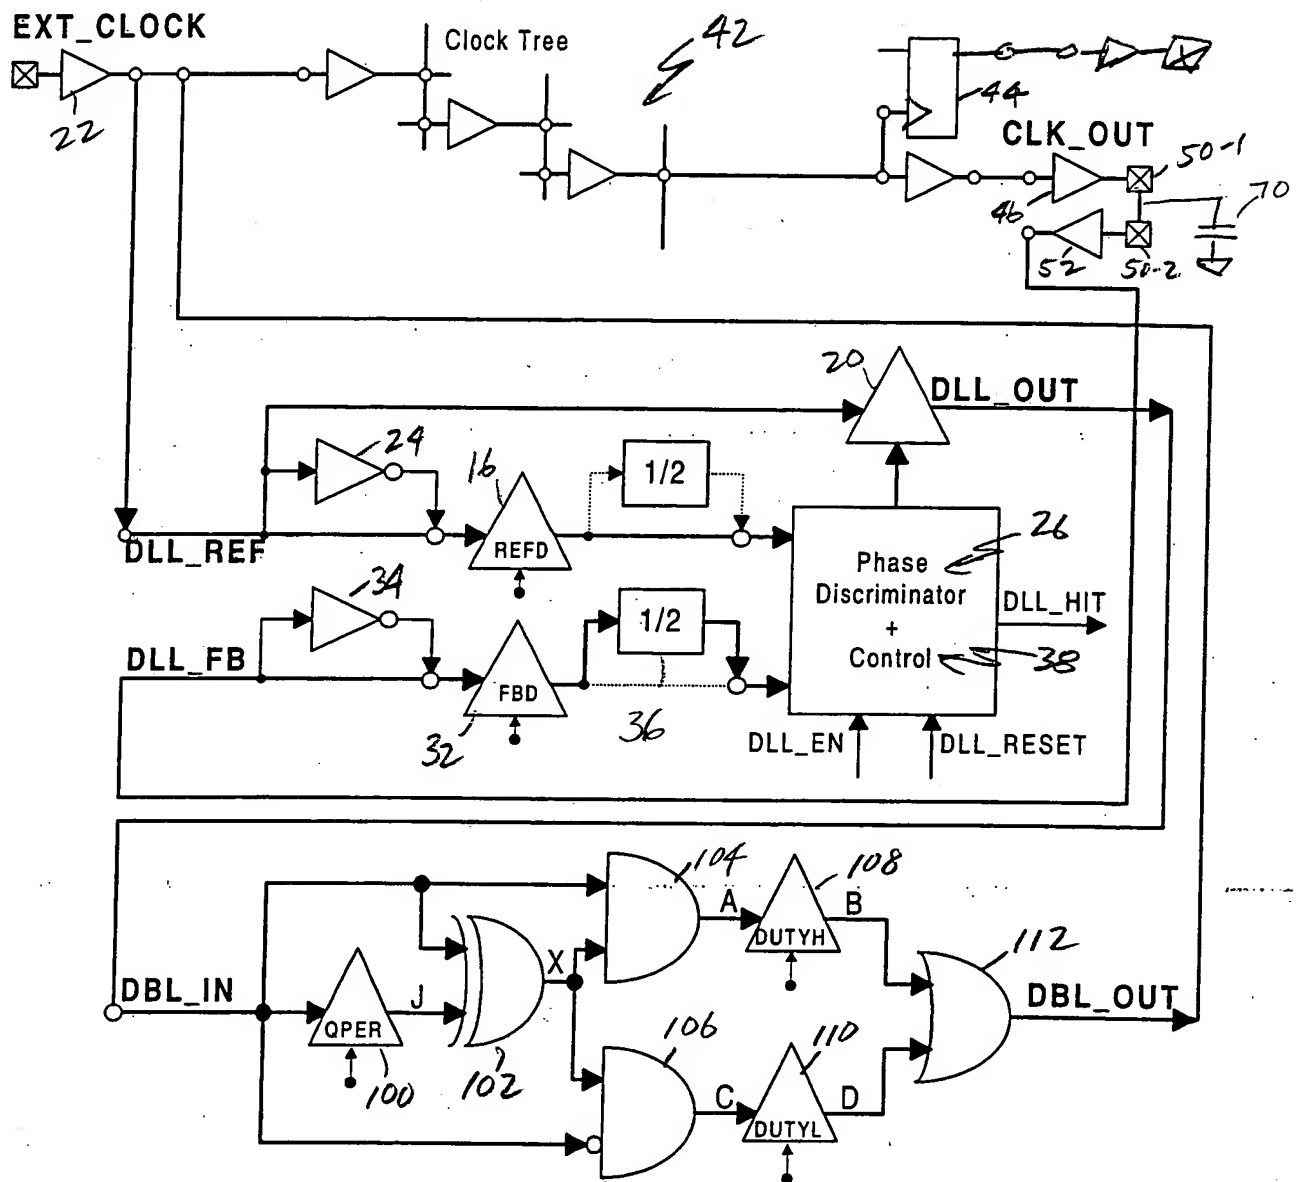 EXT_CLOCK
22
Clock Tree
42
44
CLK_OUT
46
50-1
52
50-2
70
20
DLL_OUT
24
16
1/2
REFD
DLL_REF
Phase
Discriminator
+
Control
26
38
DLL_HIT
34
1/2
DLL_FB
FBD
32
36
DLL_EN
DLL_RESET
104
A
108
DUTYH
B
112
DBL_IN
QPER
100
J
102
X
DBL_OUT
106
C
110
DUTYL
D